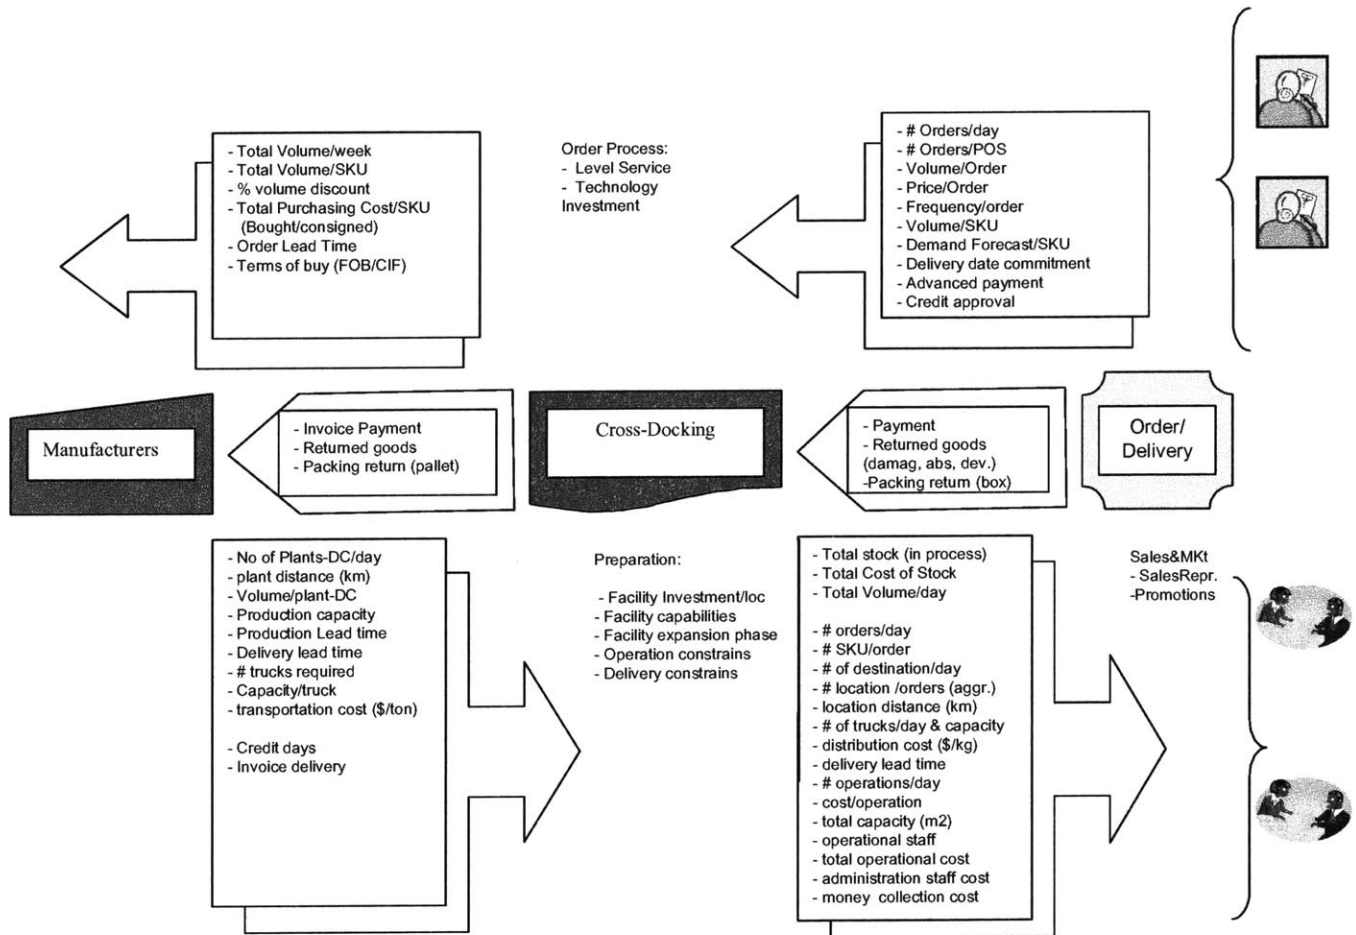 - Total Volume/week
- Total Volume/SKU
- % volume discount
- Total Purchasing Cost/SKU
(Bought/consigned)
- Order Lead Time
- Terms of buy (FOB/CIF)
Order Process:
- Level Service
- Technology
Investment
- # Orders/day
- # Orders/POS
- Volume/Order
- Price/Order
- Frequency/order
- Volume/SKU
- Demand Forecast/SKU
- Delivery date commitment
- Advanced payment
- Credit approval
Manufacturers
- Invoice Payment
- Returned goods
- Packing return (pallet)
Cross-Docking
- Payment
- Returned goods
(damag, abs, dev.)
-Packing return (box)
Order/
Delivery
- No of Plants-DC/day
- plant distance (km)
- Volume/plant-DC
- Production capacity
- Production Lead time
- Delivery lead time
- # trucks required
- Capacity/truck
- transportation cost ($/ton)
- Credit days
- Invoice delivery
Preparation:
- Facility Investment/loc
- Facility capabilities
- Facility expansion phase
- Operation constrains
- Delivery constrains
- Total stock (in process)
- Total Cost of Stock
- Total Volume/day
- # orders/day
- # SKU/order
- # of destination/day
- # location /orders (aggr.)
- location distance (km)
- # of trucks/day & capacity
- distribution cost ($/kg)
- delivery lead time
- # operations/day
- cost/operation
- total capacity (m2)
- operational staff
- total operational cost
- administration staff cost
- money collection cost
Sales&MKt
- SalesRepr.
-Promotions